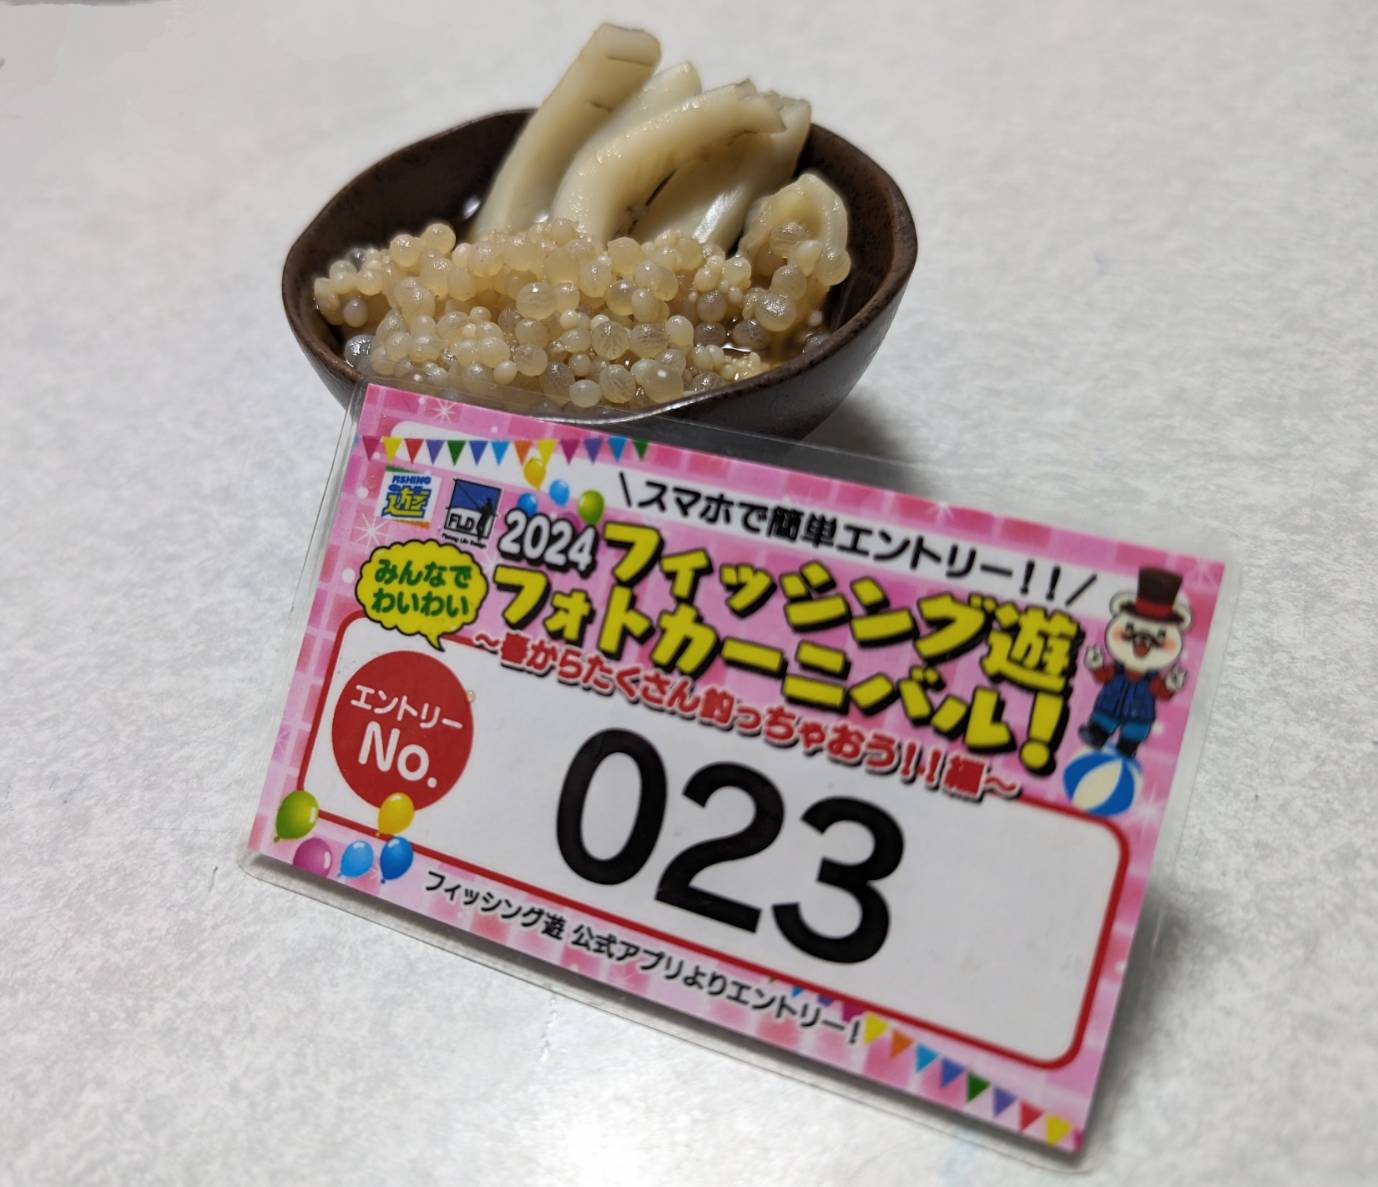 \スマホで簡単エントリー!!/
FISHING
遊
FLD
2024 フィッシング遊
フォトカーニバル!
みんなで
わいわい
~春からたくさん釣っちゃおう!!編~
エントリー
No.
023
フィッシング遊 公式アプリよりエントリー!